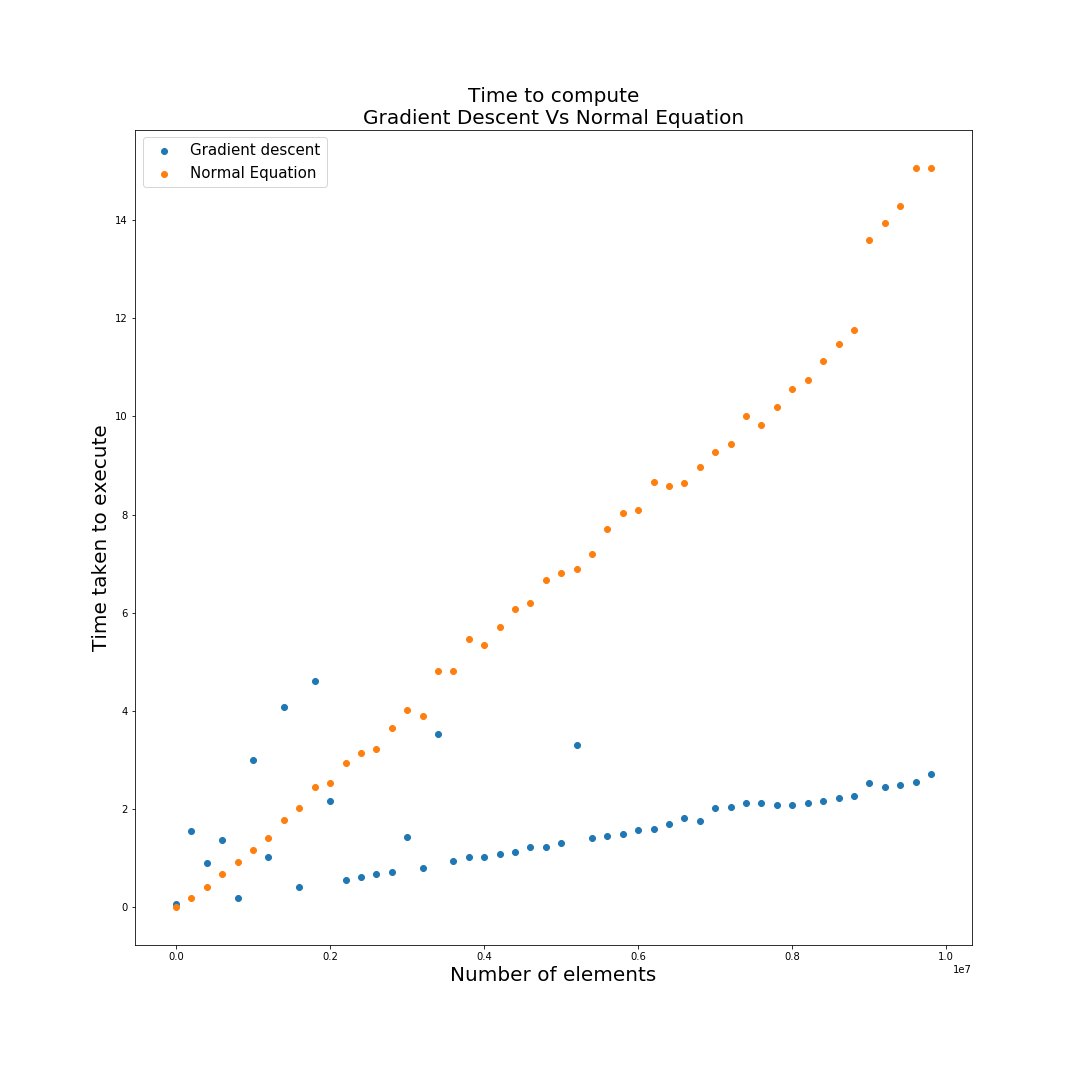 Time to compute
Gradient Descent Vs Normal Equation
Gradient descent
Normal Equation
14
12
10
8
6
4
2
0
Time taken to execute
0.0 0.2 0.4 0.6 0.8 1.0
1e7
Number of elements